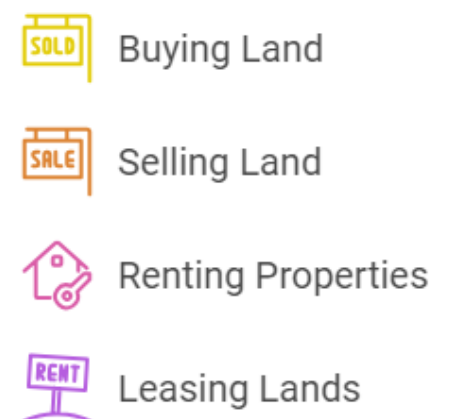 SOLD Buying Land
SALE Selling Land
Renting Properties
RENT Leasing Lands